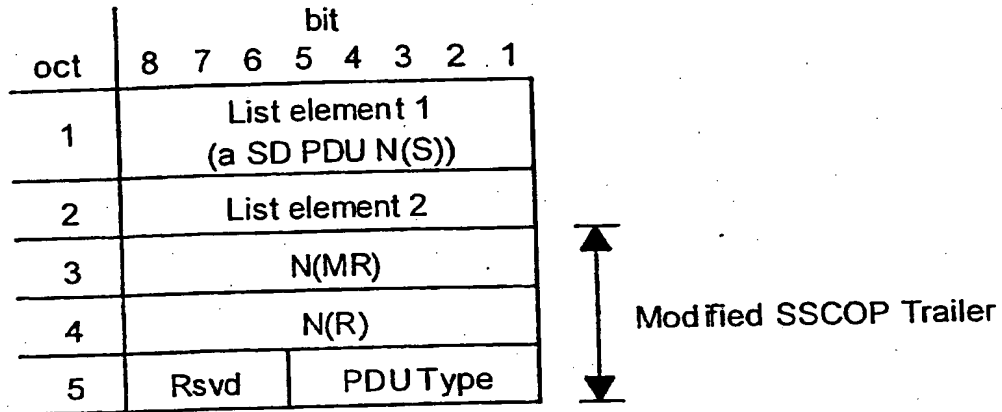 bit
oct 8 7 6 5 4 3 2 1
1 List element 1
(a SD PDU N(S))
2 List element 2
3 N(MR)
4 N(R)
5 Rsvd PDU Type
Modified SSCOP Trailer